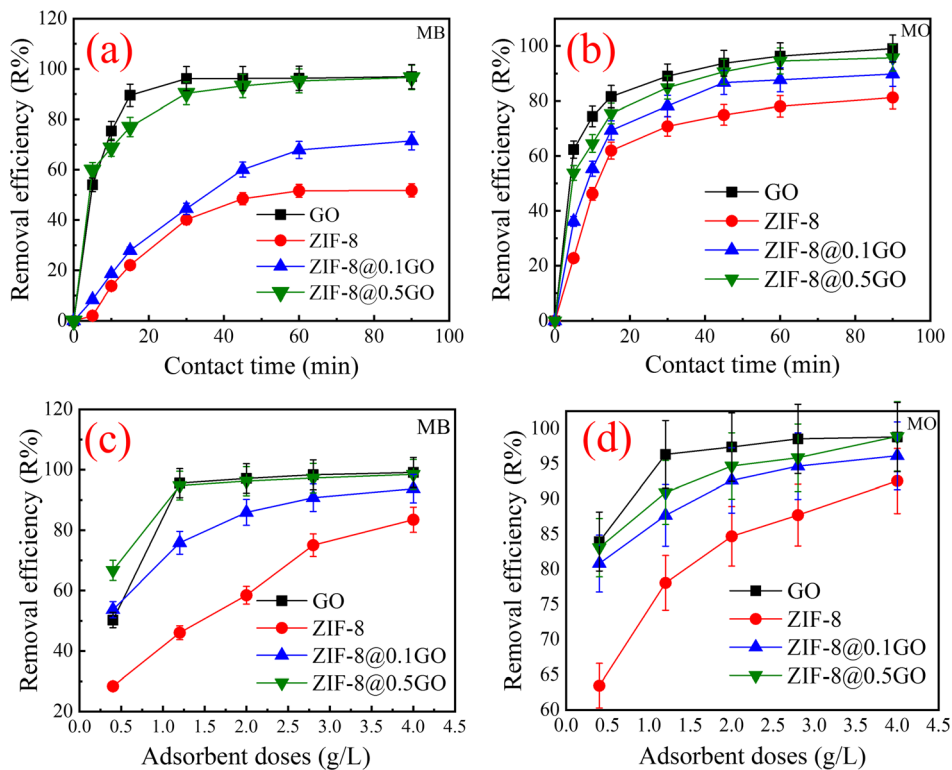 (a)
MB
Removal efficiency (R%)
120
100
80
60
40
20
0
GO
ZIF-8
ZIF-8@0.1GO
ZIF-8@0.5GO
0 20 40 60 80 100
Contact time (min)
(b)
MO
Removal efficiency (R%)
100
80
60
40
20
0
GO
ZIF-8
ZIF-8@0.1GO
ZIF-8@0.5GO
0 20 40 60 80 100
Contact time (min)
(c)
MB
Removal efficiency (R%)
120
100
80
60
40
20
GO
ZIF-8
ZIF-8@0.1GO
ZIF-8@0.5GO
0.0 0.5 1.0 1.5 2.0 2.5 3.0 3.5 4.0 4.5
Adsorbent doses (g/L)
(d)
MO
Removal efficiency (R%)
100
95
90
85
80
75
70
65
60
GO
ZIF-8
ZIF-8@0.1GO
ZIF-8@0.5GO
0.0 0.5 1.0 1.5 2.0 2.5 3.0 3.5 4.0 4.5
Adsorbent doses (g/L)